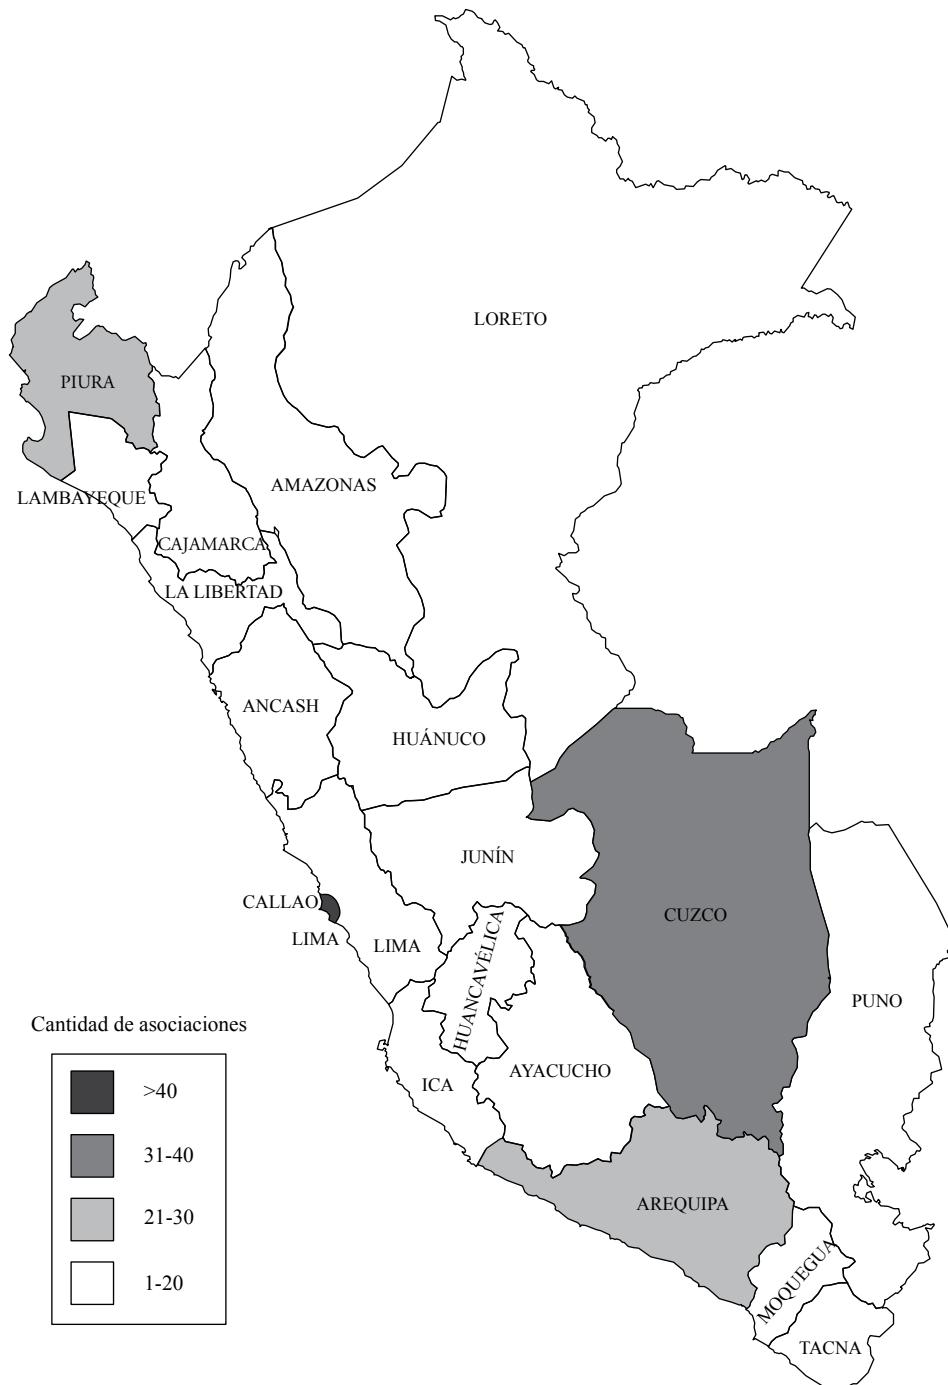 LORETO
PIURA
AMAZONAS
LAMBAYEQUE
CAJAMARCA
LA LIBERTAD
ANCASH
HUÁNUCO
JUNÍN
CALLAO
CUZCO
LIMA
LIMA
HUANCAVÉLICA
PUNO
Cantidad de asociaciones
>40
31-40
21-30
1-20
ICA
AYACUCHO
AREQUIPA
MOQUEGUA
TACNA